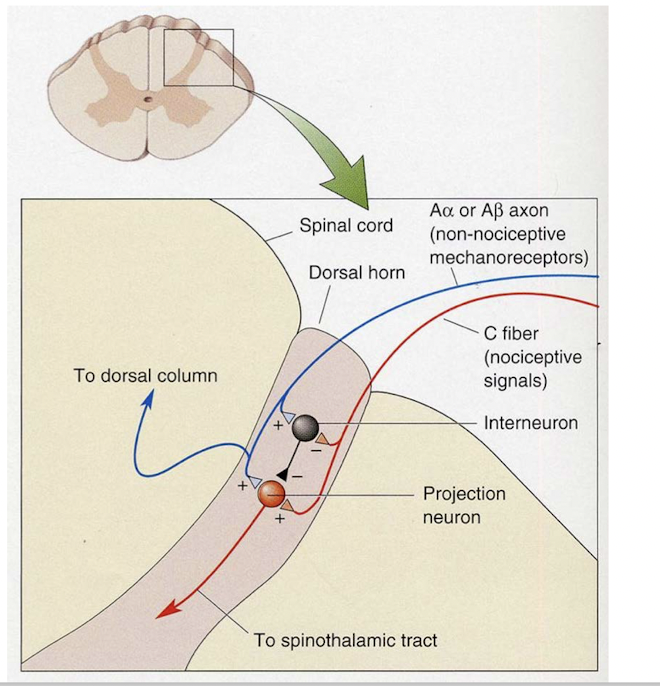 Spinal cord
Aα or Aβ axon
(non-nociceptive
mechanoreceptors)
Dorsal horn
C fiber
(nociceptive
signals)
To dorsal column
Interneuron
+
−
−
+
Projection
neuron
+
To spinothalamic tract